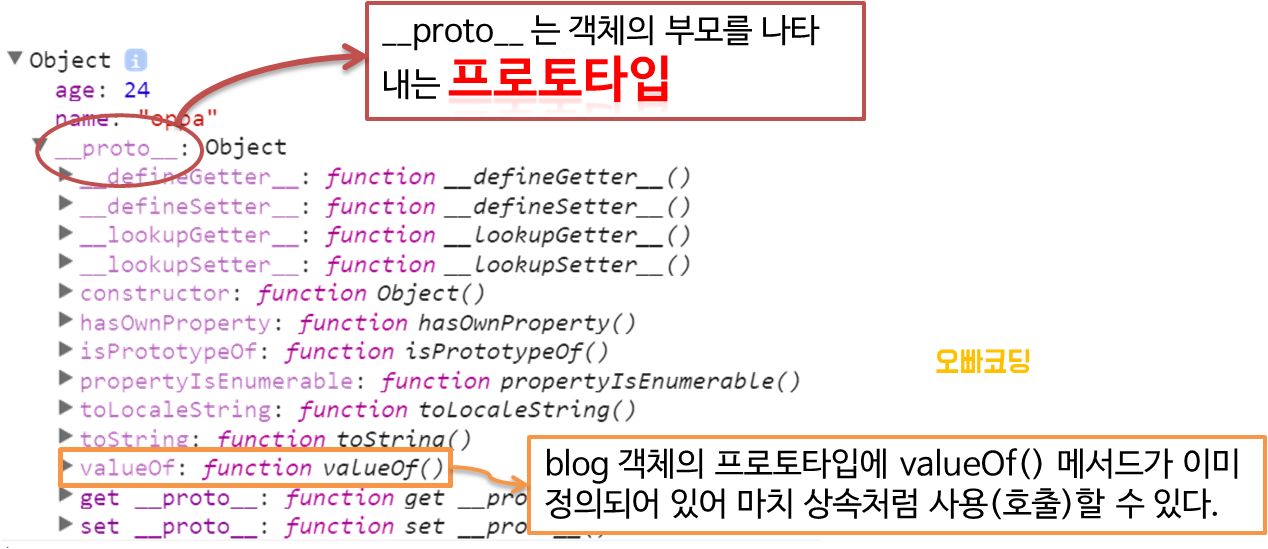 __proto__ 는 객체의 부모를 나타
내는 프로토타입
Object i
age: 24
name: "oppa"
__proto__: Object
__defineGetter__: function __defineGetter__()
__defineSetter__: function __defineSetter__()
__lookupGetter__: function __lookupGetter__()
__lookupSetter__: function __lookupSetter__()
constructor: function Object()
hasOwnProperty: function hasOwnProperty()
isPrototypeOf: function isPrototypeOf()
오빠코딩
propertyIsEnumerable: function propertyIsEnumerable()
toLocaleString: function toLocaleString()
toString: function toString()
valueOf: function valueOf()
blog 객체의 프로토타입에 valueOf() 메서드가 이미
정의되어 있어 마치 상속처럼 사용(호출)할 수 있다.
get __proto__: function get __pro
set __proto__: function set __pro__()